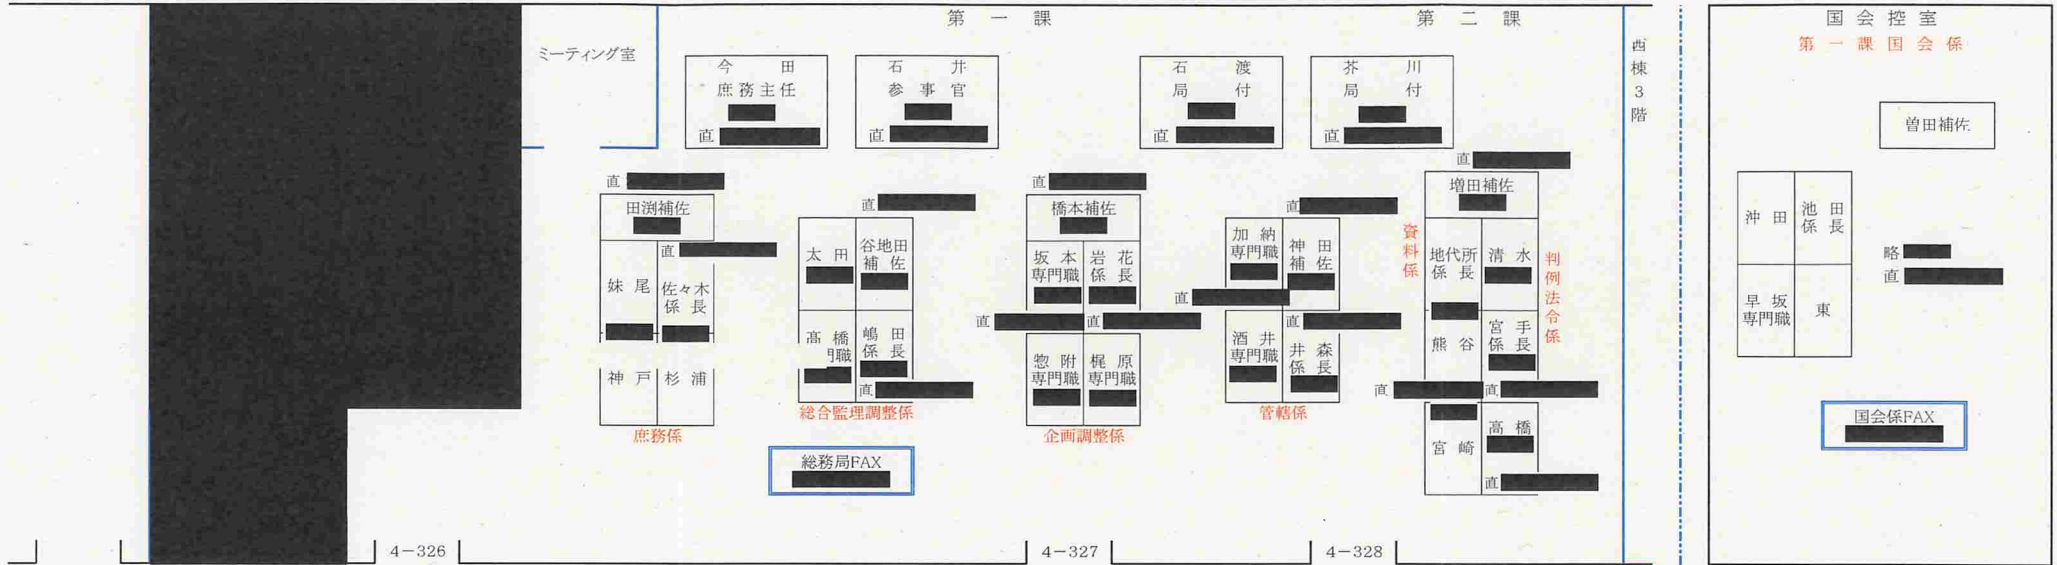 第一課
第二課
ミーティング室
今田
庶務主任
直
石井
参事官
直
石渡
局付
直
芥川
局付
直
西棟3階
直
田渕補佐
妹尾
直
佐々木
係長
神戸
杉浦
庶務係
直
太田
谷地田
補佐
髙橋
門職
嶋田
係長
直
総合監理調整係
総務局FAX
直
橋本補佐
坂本
専門職
岩花
係長
直
直
惣附
専門職
梶原
専門職
企画調整係
直
加納
専門職
神田
補佐
直
直
酒井
専門職
井森
係長
管轄係
直
増田補佐
資料係
地代所
係長
清水
判例法令係
熊谷
宮手
係長
直
直
宮崎
高橋
直
4-326
4-327
4-328
国会控室
第一課国会係
曽田補佐
沖田
池田
係長
略
直
早坂
専門職
東
国会係FAX